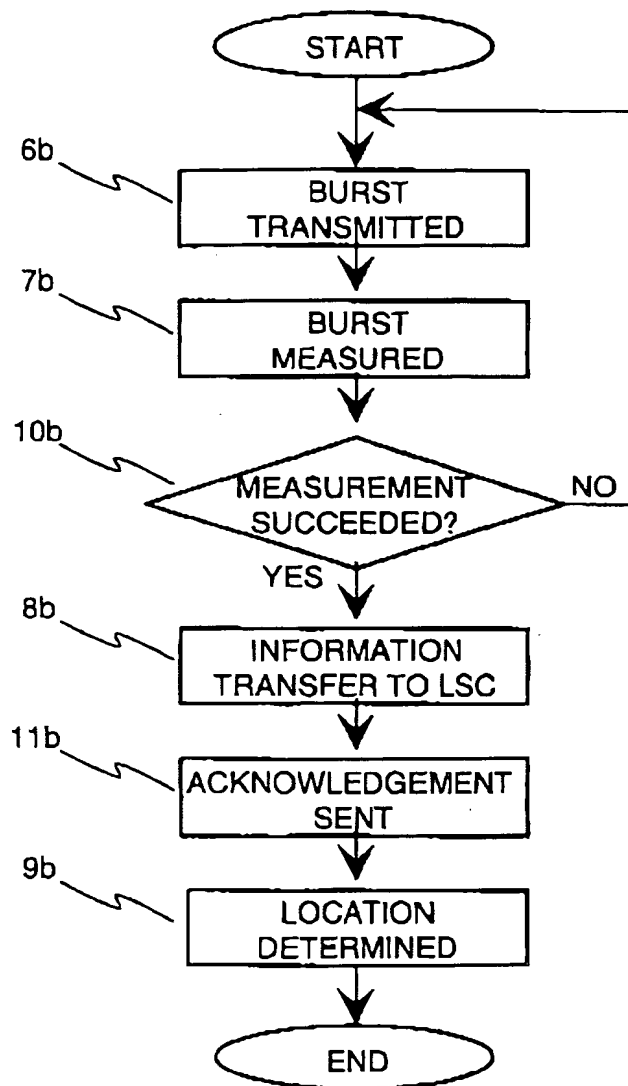 START
6b
BURST
TRANSMITTED
7b
BURST
MEASURED
10b
MEASUREMENT
SUCCEEDED?
NO
YES
8b
INFORMATION
TRANSFER TO LSC
11b
ACKNOWLEDGEMENT
SENT
9b
LOCATION
DETERMINED
END